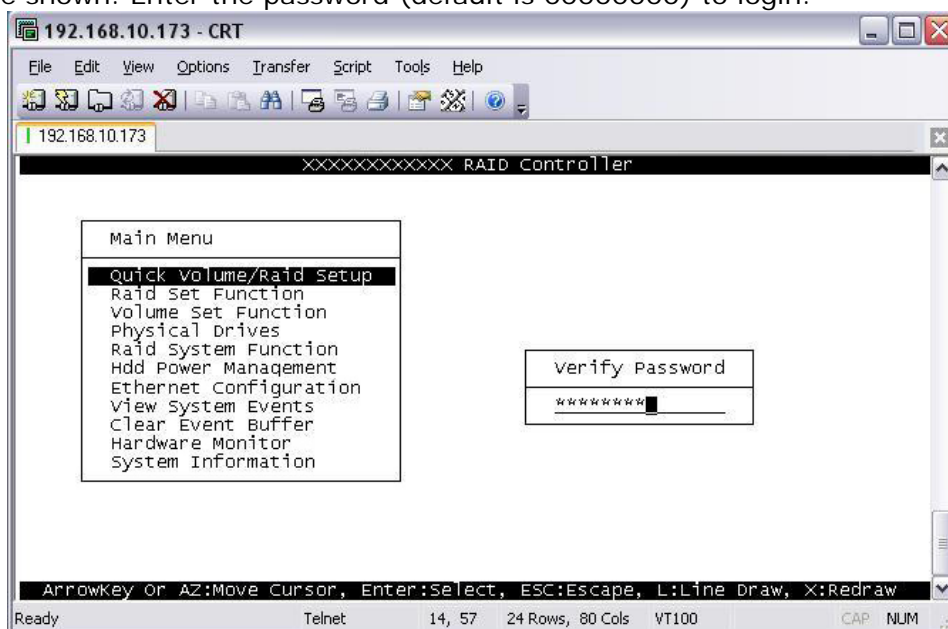 e shown. Enter the password (default is 00000000) to login.
192.168.10.173 - CRT
File Edit View Options Transfer Script Tools Help
192.168.10.173
XXXXXXXXXXXX RAID Controller
Main Menu
Quick Volume/Raid Setup
Raid Set Function
Volume Set Function
Physical Drives
Raid System Function
Hdd Power Management
Ethernet Configuration
View System Events
Clear Event Buffer
Hardware Monitor
System Information
Verify Password
********
ArrowKey Or AZ:Move Cursor, Enter:Select, ESC:Escape, L:Line Draw, X:Redraw
Ready Telnet 14, 57 24 Rows, 80 Cols VT100 CAP NUM